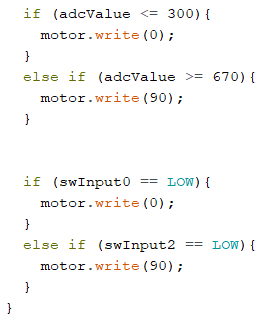 if (adcValue <= 300){
motor.write(0);
}
else if (adcValue >= 670){
motor.write(90);
}
if (swInput0 == LOW){
motor.write(0);
}
else if (swInput2 == LOW){
motor.write(90);
}
}